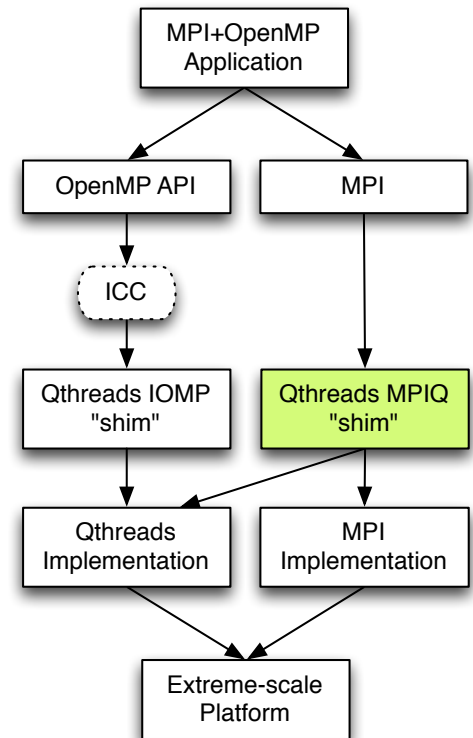 MPI+OpenMP
Application
OpenMP API
MPI
ICC
Qthreads IOMP
"shim"
Qthreads MPIQ
"shim"
Qthreads
Implementation
MPI
Implementation
Extreme-scale
Platform